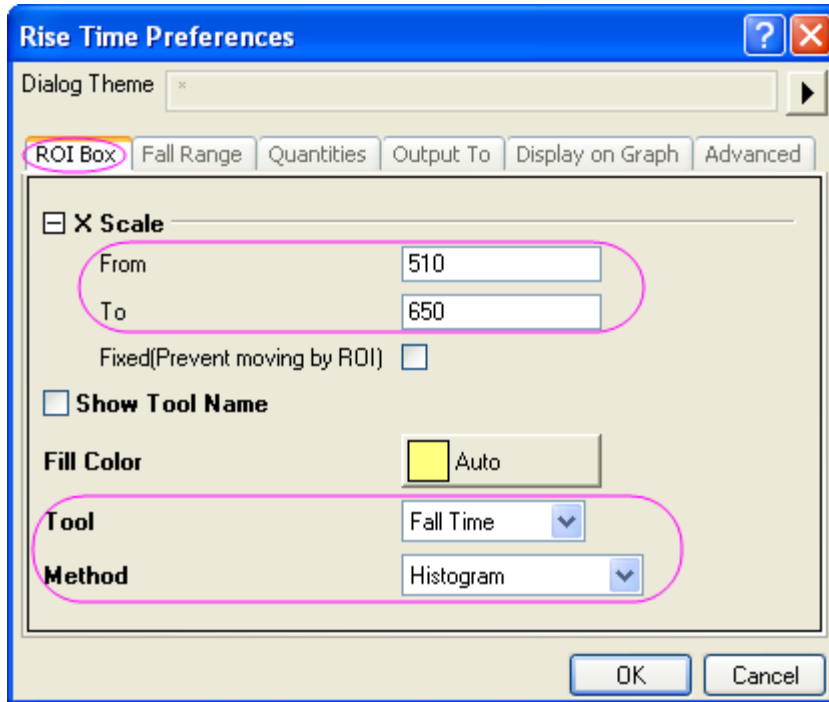 Rise Time Preferences
Dialog Theme *
ROI Box Fall Range Quantities Output To Display on Graph Advanced
X Scale
From 510
To 650
Fixed(Prevent moving by ROI)
Show Tool Name
Fill Color Auto
Tool Fall Time
Method Histogram
OK Cancel